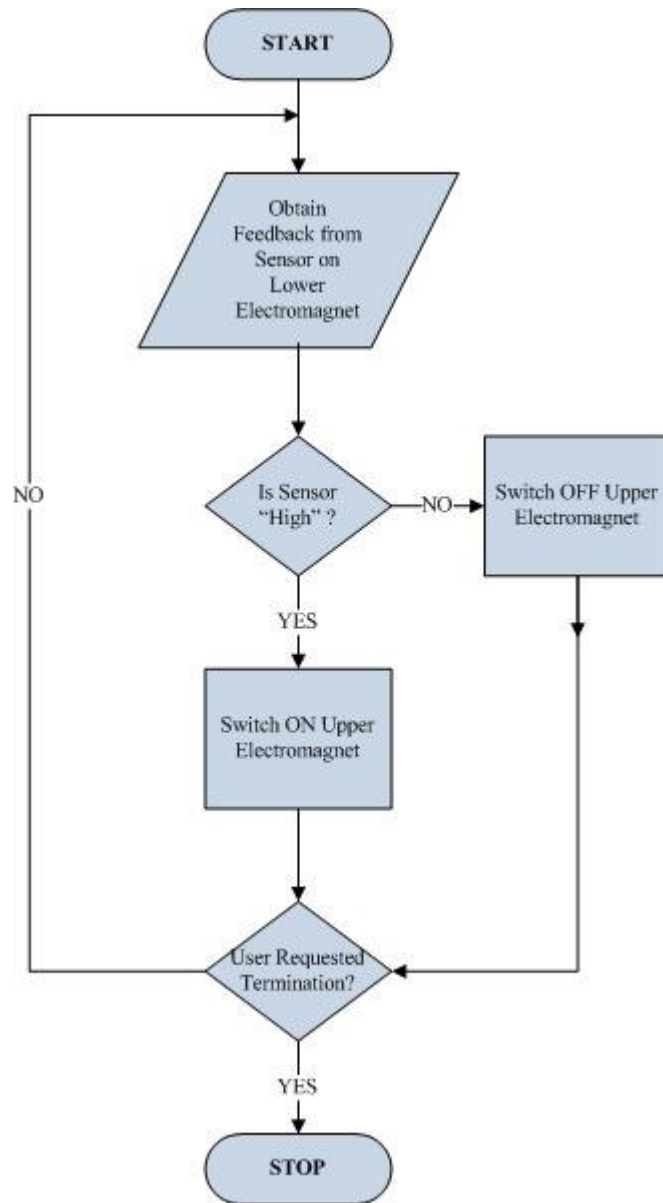 START
Obtain
Feedback from
Sensor on
Lower
Electromagnet
Is Sensor
“High” ?
NO
Switch OFF Upper
Electromagnet
NO
YES
Switch ON Upper
Electromagnet
User Requested
Termination?
YES
STOP